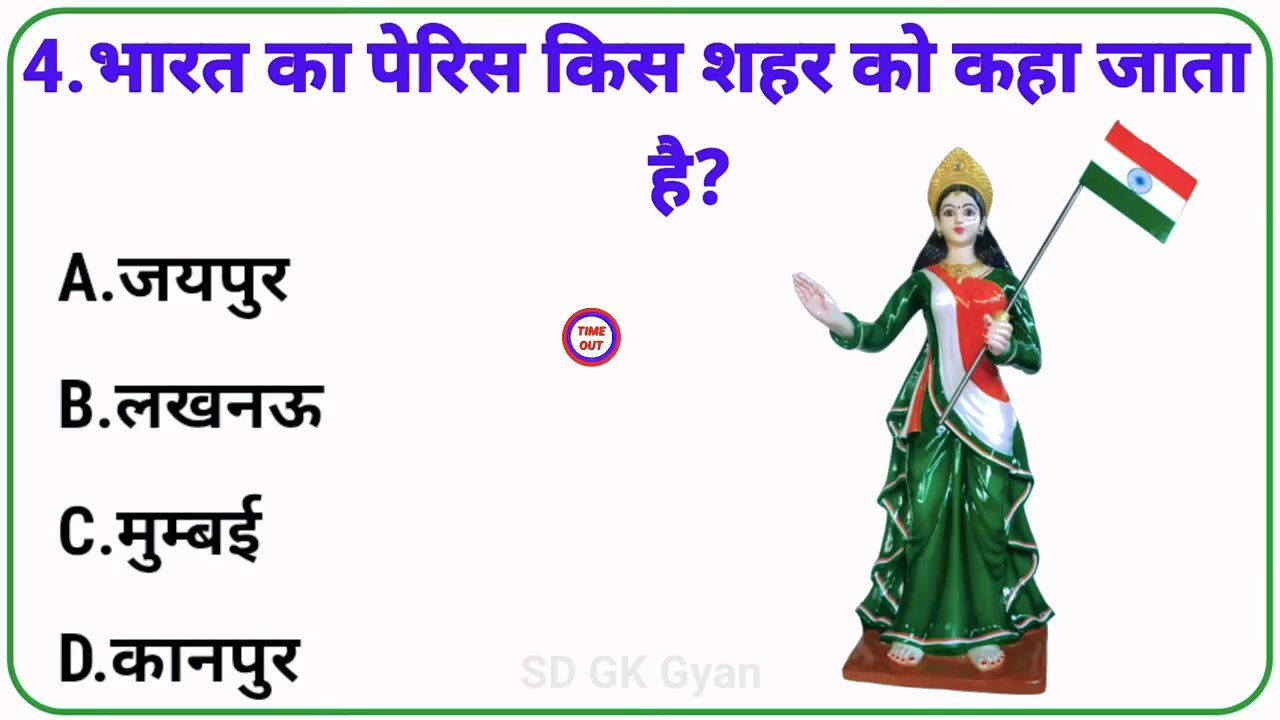 4.भारत का पेरिस किस शहर को कहा जाता
है?
A.जयपुर
TIME
OUT
B.लखनऊ
C.मुम्बई
D.कानपुर
SD GK Gyan